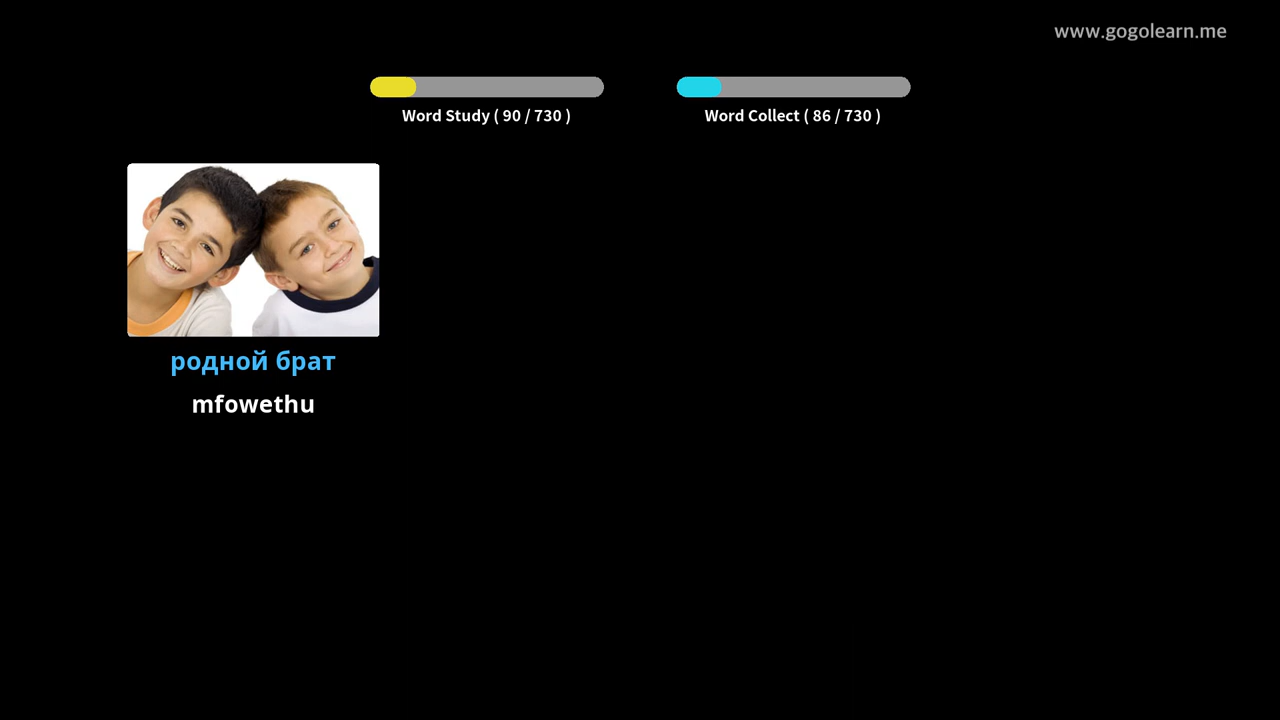 www.gogolearn.me
Word Study ( 90 / 730 )
Word Collect ( 86 / 730 )
родной брат
mfowethu